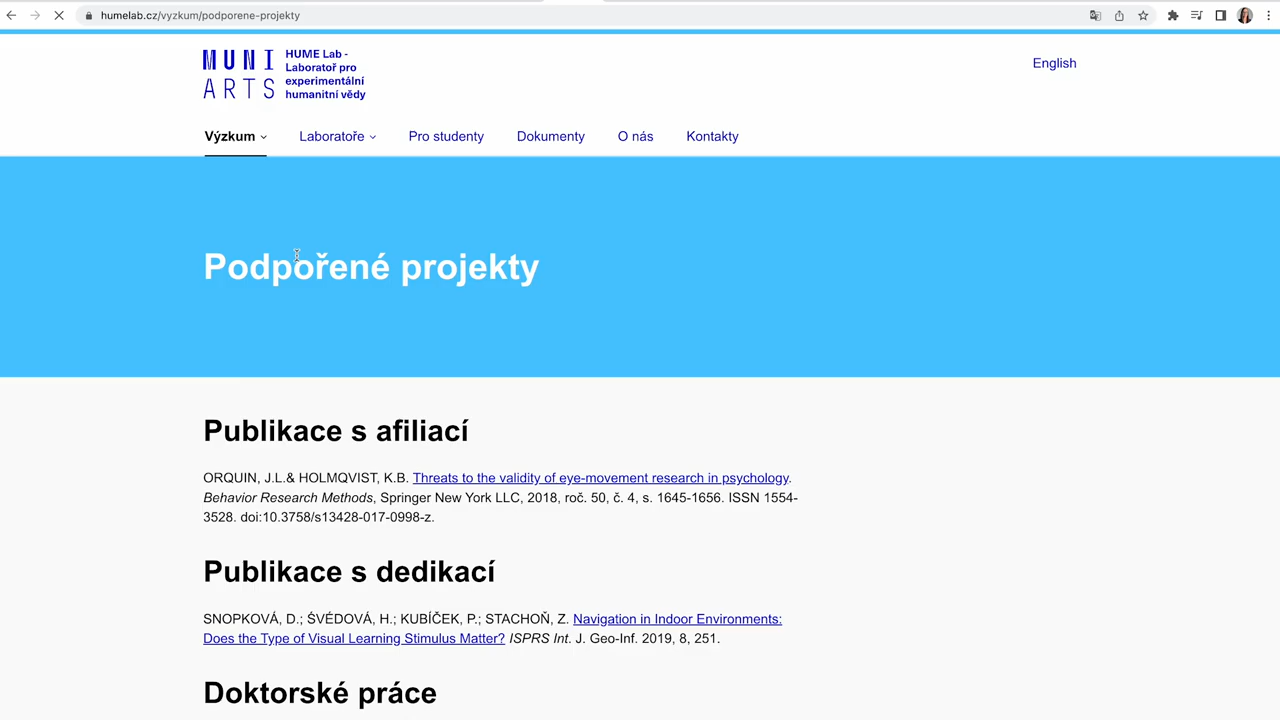 humelab.cz/vyzkum/podporene-projekty
MUNI
ARTS
HUME Lab -
Laboratoř pro
experimentální
humanitní vědy
English
Výzkum
Laboratoře
Pro studenty
Dokumenty
O nás
Kontakty
Podpořené projekty
Publikace s afiliací
ORQUIN, J.L.& HOLMQVIST, K.B. Threats to the validity of eye-movement research in psychology.
Behavior Research Methods, Springer New York LLC, 2018, roč. 50, č. 4, s. 1645-1656. ISSN 1554-
3528. doi:10.3758/s13428-017-0998-z.
Publikace s dedikací
SNOPKOVÁ, D.; ŠVÉDOVÁ, H.; KUBÍČEK, P.; STACHOŇ, Z. Navigation in Indoor Environments:
Does the Type of Visual Learning Stimulus Matter? ISPRS Int. J. Geo-Inf. 2019, 8, 251.
Doktorské práce